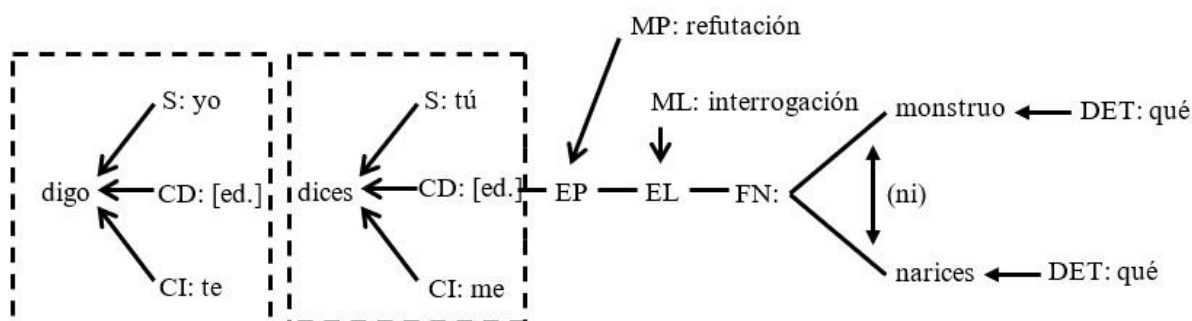 MP: refutación
S: yo
S: tú
ML: interrogación
monstruo
DET: qué
digo
CD: [ed.]
dices
CD: [ed.]
EP
EL
FN:
(ni)
CI: te
CI: me
narices
DET: qué